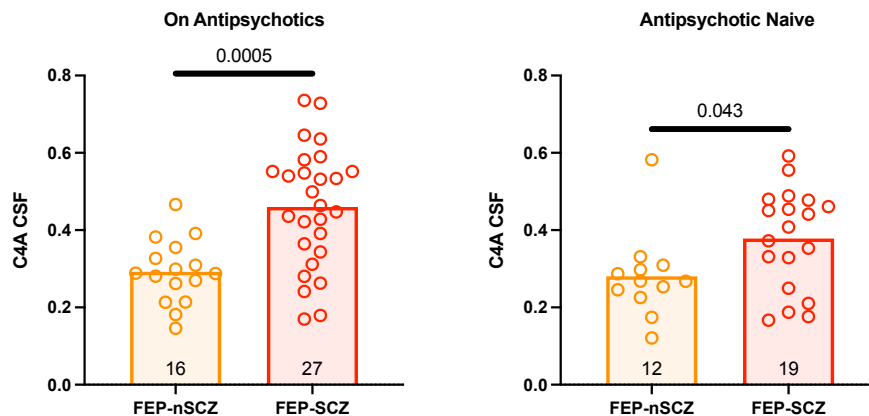 On Antipsychotics
0.0005
0.8
0.6
0.4
0.2
0.0
C4A CSF
16
27
FEP-nSCZ
FEP-SCZ
Antipsychotic Naive
0.043
0.8
0.6
0.4
0.2
0.0
C4A CSF
12
19
FEP-nSCZ
FEP-SCZ